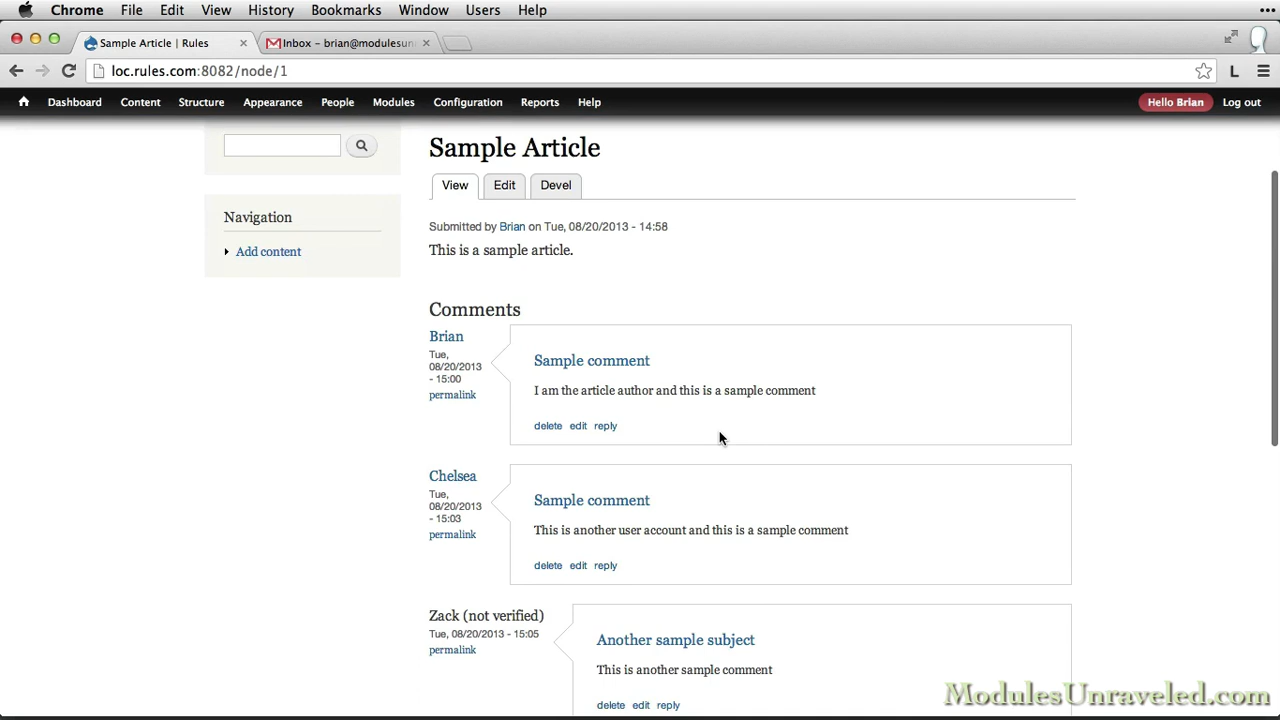 Chrome File Edit View History Bookmarks Window Users Help
Sample Article | Rules
Inbox – brian@modulesun
loc.rules.com:8082/node/1
L
Dashboard Content Structure Appearance People Modules Configuration Reports Help
Hello Brian Log out
Navigation
Add content
Sample Article
View Edit Devel
Submitted by Brian on Tue, 08/20/2013 - 14:58
This is a sample article.
Comments
Brian
Tue,
08/20/2013
- 15:00
permalink
Sample comment
I am the article author and this is a sample comment
delete edit reply
Chelsea
Tue,
08/20/2013
- 15:03
permalink
Sample comment
This is another user account and this is a sample comment
delete edit reply
Zack (not verified)
Tue, 08/20/2013 - 15:05
permalink
Another sample subject
This is another sample comment
delete edit reply
ModulesUnraveled.com